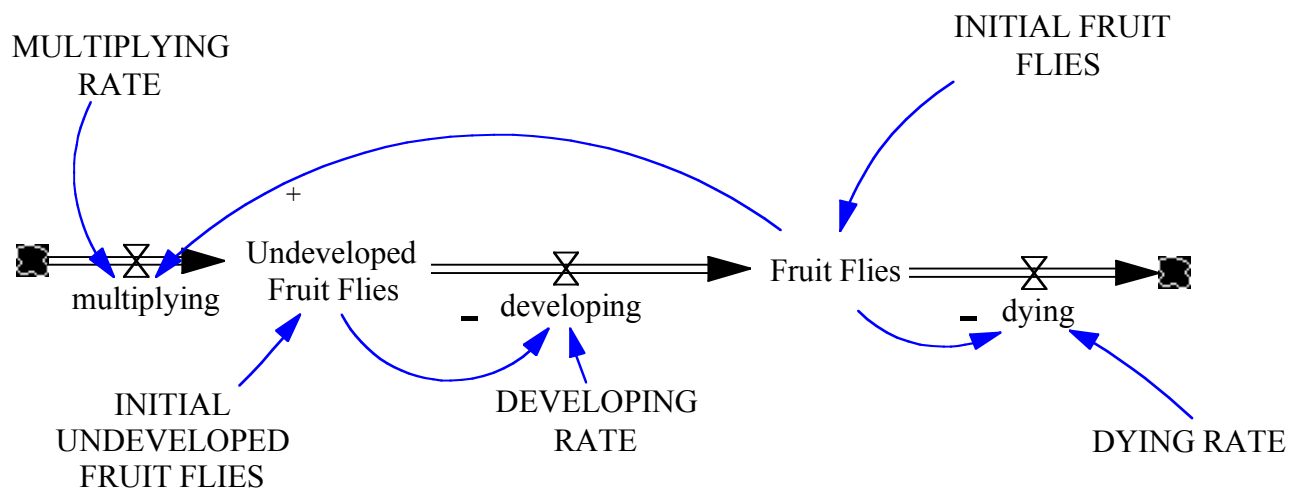 MULTIPLYING
RATE
INITIAL FRUIT
FLIES
+
Undeveloped
Fruit Flies
multiplying
-
developing
Fruit Flies
-
dying
INITIAL
UNDEVELOPED
FRUIT FLIES
DEVELOPING
RATE
DYING RATE